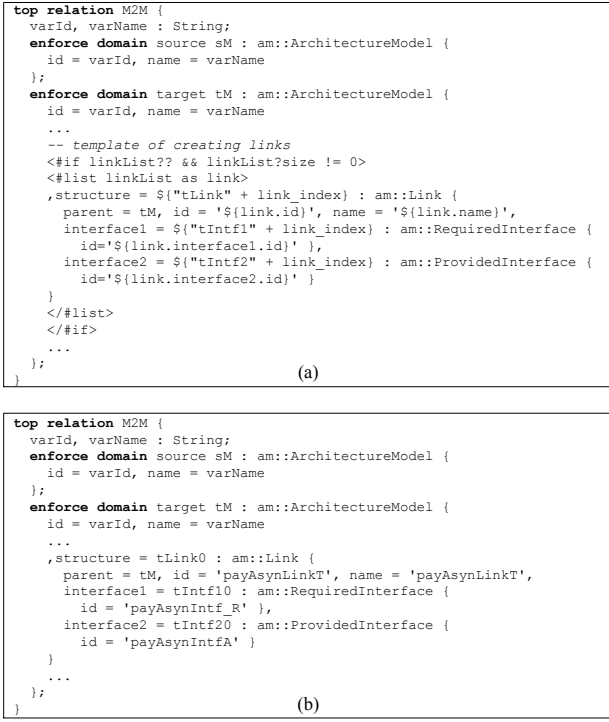 top relation M2M {
  varId, varName : String;
  enforce domain source sM : am::ArchitectureModel {
    id = varId, name = varName
  };
  enforce domain target tM : am::ArchitectureModel {
    id = varId, name = varName
    ...
    -- template of creating links
    <#if linkList?? && linkList?size != 0>
    <#list linkList as link>
    ,structure = ${"tLink" + link_index} : am::Link {
      parent = tM, id = '${link.id}', name = '${link.name}',
      interface1 = ${"tIntf1" + link_index} : am::RequiredInterface {
        id='${link.interface1.id}' },
      interface2 = ${"tIntf2" + link_index} : am::ProvidedInterface {
        id='${link.interface2.id}' }
    }
    </#list>
    </#if>
    ...
  };
(a)
}
top relation M2M {
  varId, varName : String;
  enforce domain source sM : am::ArchitectureModel {
    id = varId, name = varName
  };
  enforce domain target tM : am::ArchitectureModel {
    id = varId, name = varName
    ...
    ,structure = tLink0 : am::Link {
      parent = tM, id = 'payAsynLinkT', name = 'payAsynLinkT',
      interface1 = tIntf10 : am::RequiredInterface {
        id = 'payAsynIntf_R' },
      interface2 = tIntf20 : am::ProvidedInterface {
        id = 'payAsynIntfA' }
    }
    ...
  };
(b)
}